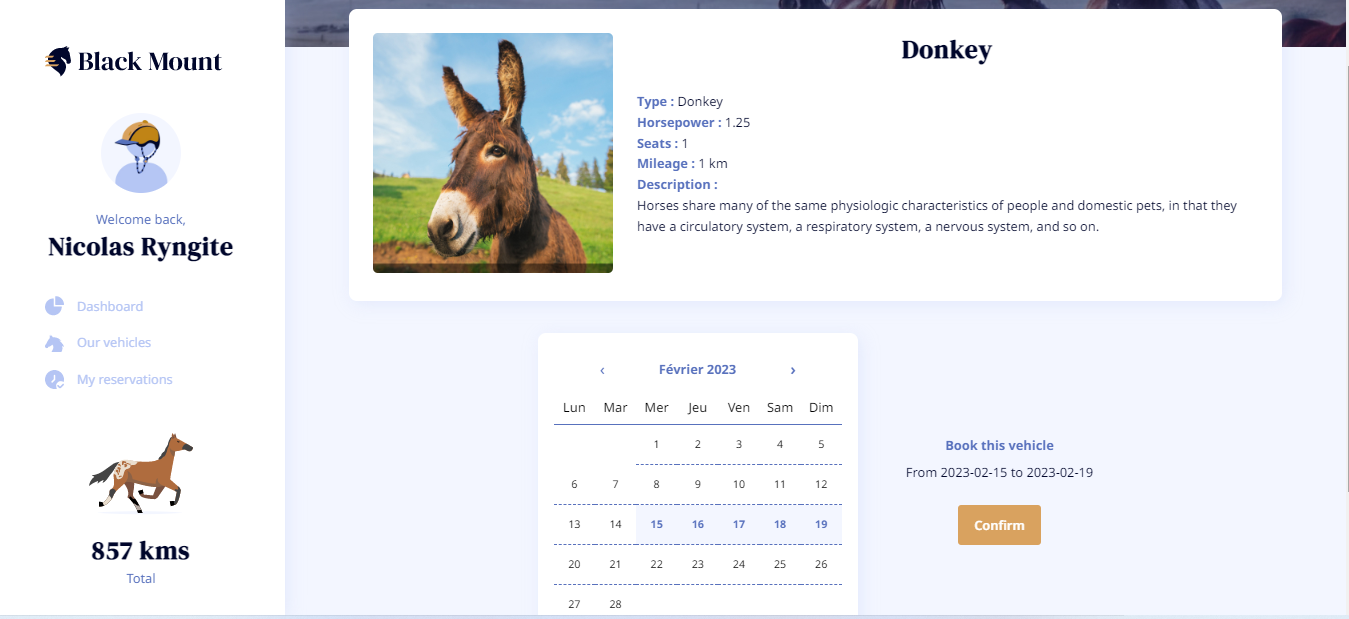 Black Mount
Welcome back,
Nicolas Ryngite
Dashboard
Our vehicles
My reservations
857 kms
Total
Donkey
Type : Donkey
Horsepower : 1.25
Seats : 1
Mileage : 1 km
Description :
Horses share many of the same physiologic characteristics of people and domestic pets, in that they
have a circulatory system, a respiratory system, a nervous system, and so on.
‹ Février 2023 ›
Lun Mar Mer Jeu Ven Sam Dim
1 2 3 4 5
6 7 8 9 10 11 12
13 14 15 16 17 18 19
20 21 22 23 24 25 26
27 28
Book this vehicle
From 2023-02-15 to 2023-02-19
Confirm